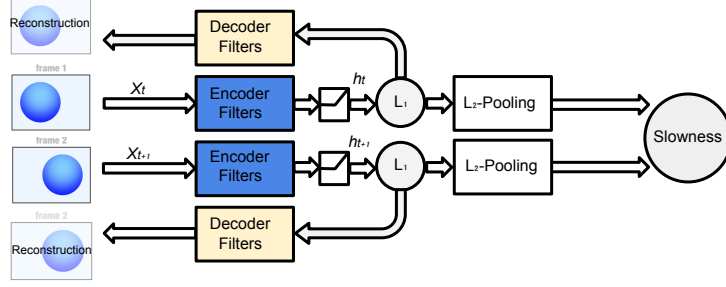 Reconstruction
Decoder
Filters
frame 1
Xt
Encoder
Filters
ht
L1
L2-Pooling
Slowness
frame 2
Xt+1
Encoder
Filters
ht+1
L1
L2-Pooling
frame 2
Reconstruction
Decoder
Filters